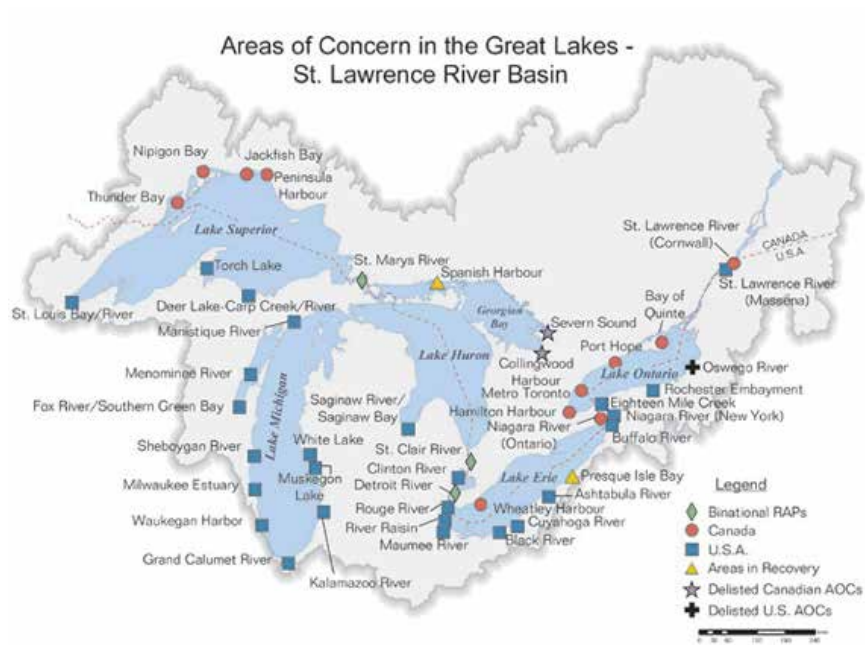 Areas of Concern in the Great Lakes -
St. Lawrence River Basin
Nipigon Bay
Jackfish Bay
Peninsula
Harbour
Thunder Bay
Lake Superior
St. Lawrence River
(Cornwall)
CANADA
U.S.A.
St. Marys River
Spanish Harbour
Torch Lake
St. Lawrence River
(Massena)
St. Louis Bay/River
Deer Lake-Carp Creek/River
Manistique River
Georgian
Bay
Severn Sound
Bay of
Quinte
Port Hope
Collingwood
Harbour
Lake Huron
Lake Ontario
Oswego River
Menominee River
Metro Toronto
Rochester Embayment
Eighteen Mile Creek
Fox River/Southern Green Bay
Lake Michigan
Saginaw River/
Saginaw Bay
Hamilton Harbour
Niagara River
(Ontario)
Niagara River (New York)
Buffalo River
Sheboygan River
White Lake
St. Clair River
Clinton River
Detroit River
Lake Erie
Presque Isle Bay
Muskegon
Lake
Milwaukee Estuary
Ashtabula River
Rouge River
Wheatley Harbour
Waukegan Harbor
River Raisin
Cuyahoga River
Maumee River
Black River
Grand Calumet River
Kalamazoo River
Legend
Binational RAPs
Canada
U.S.A.
Areas in Recovery
Delisted Canadian AOCs
Delisted U.S. AOCs